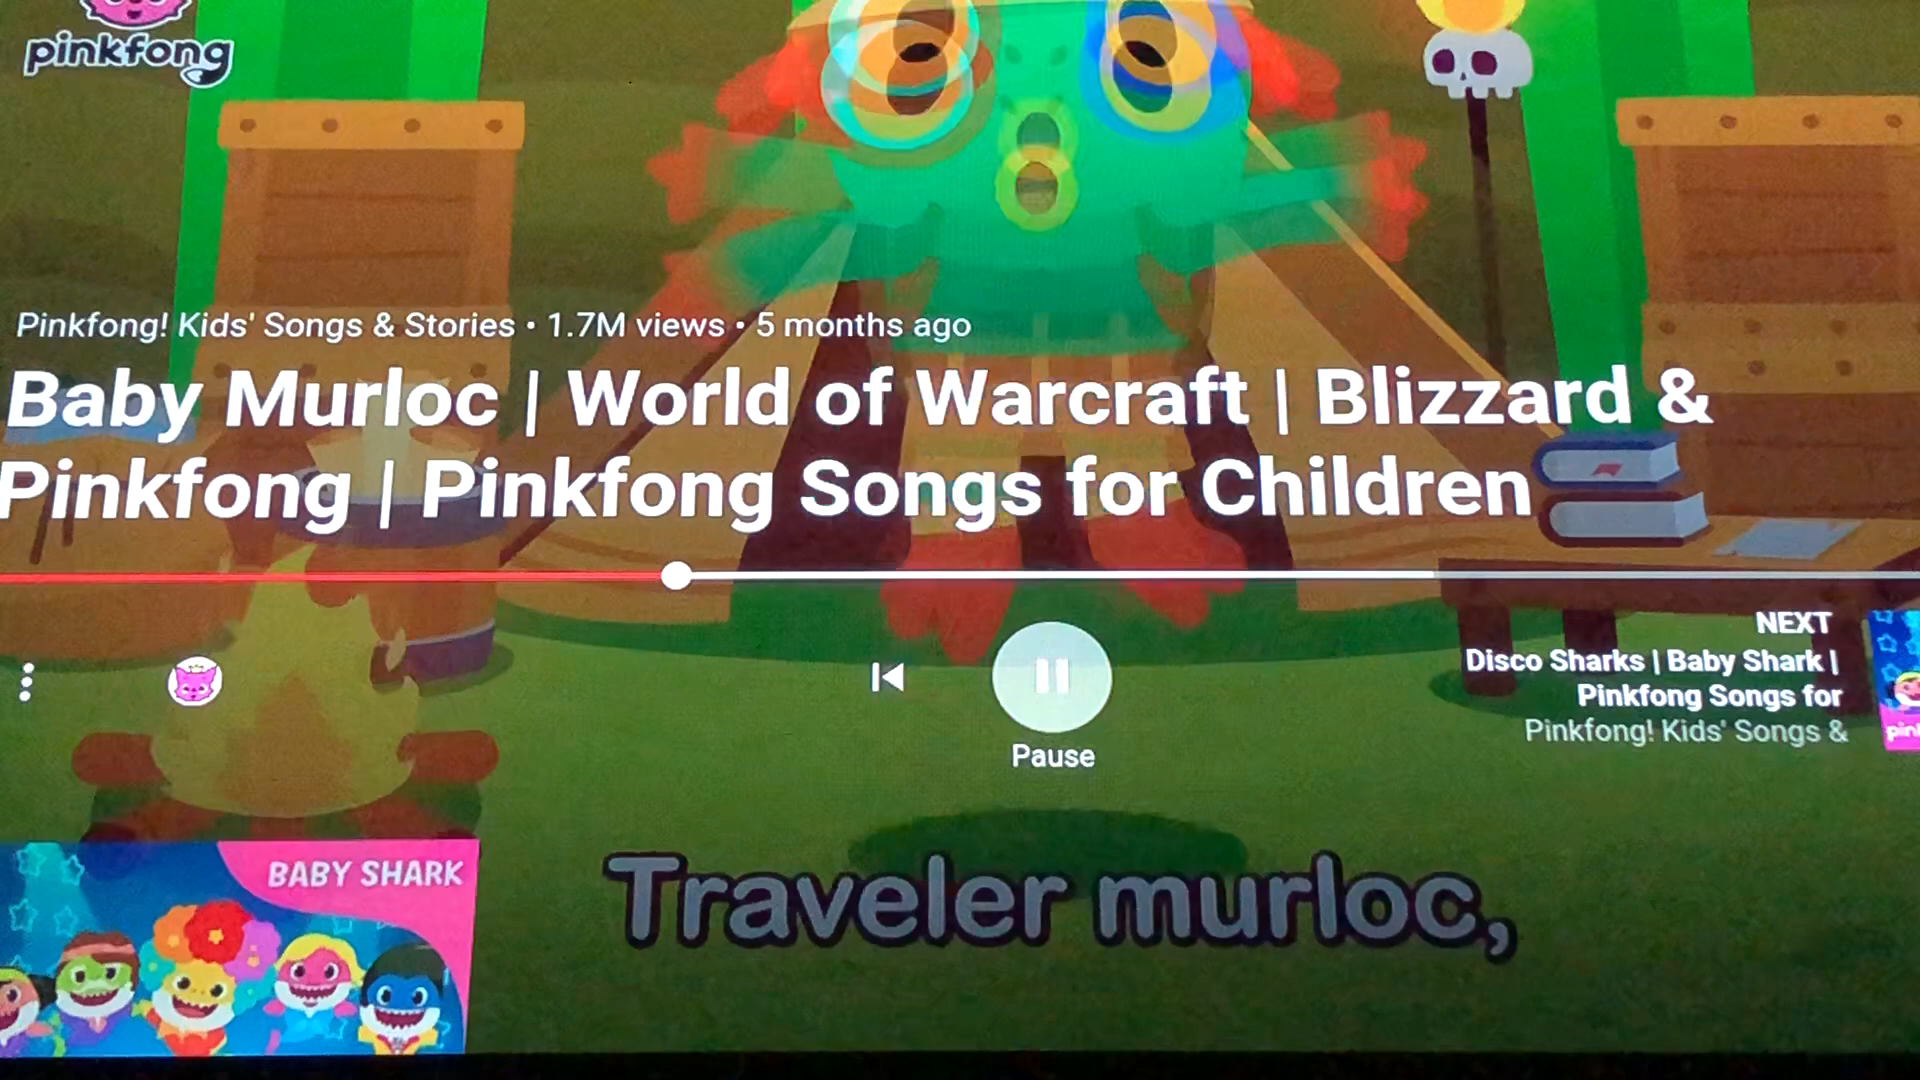 pinkfong
Pinkfong! Kids' Songs & Stories • 1.7M views • 5 months ago
Baby Murloc | World of Warcraft | Blizzard &
Pinkfong | Pinkfong Songs for Children
NEXT
Disco Sharks | Baby Shark |
Pinkfong Songs for
Pinkfong! Kids' Songs &
Pause
Traveler murloc,
BABY SHARK